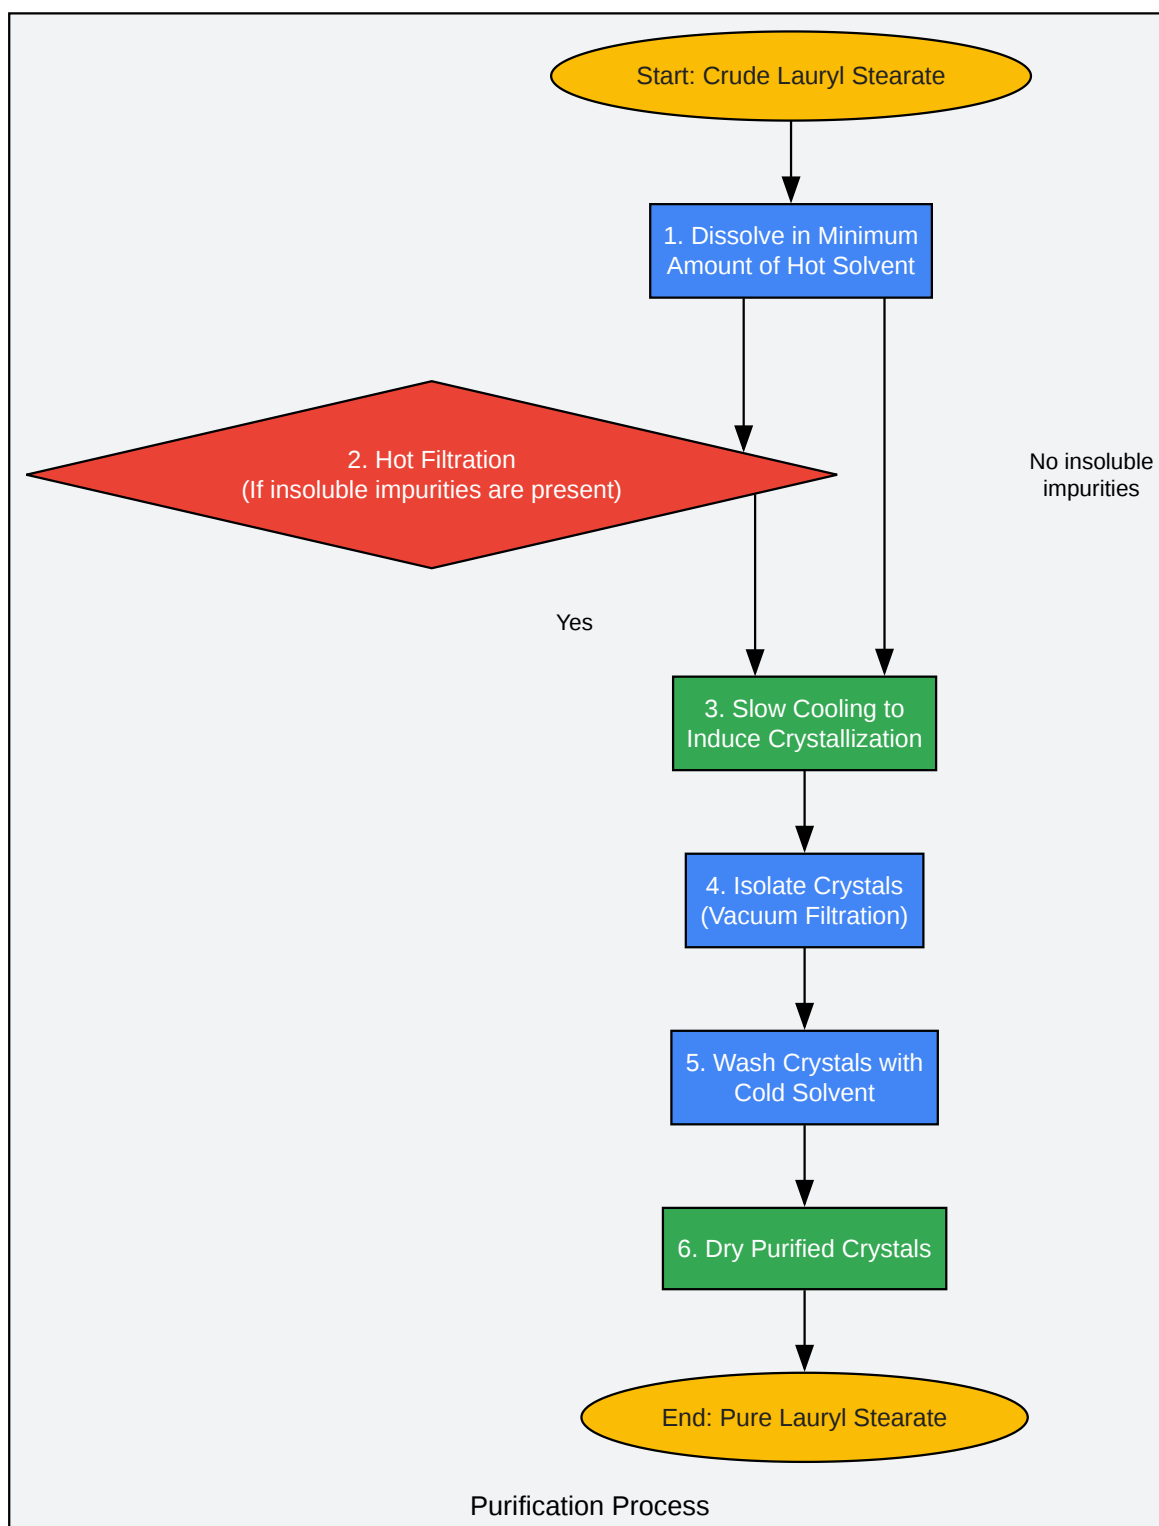 Start: Crude Lauryl Stearate
1. Dissolve in Minimum
Amount of Hot Solvent
2. Hot Filtration
(If insoluble impurities are present)
No insoluble
impurities
Yes
3. Slow Cooling to
Induce Crystallization
4. Isolate Crystals
(Vacuum Filtration)
5. Wash Crystals with
Cold Solvent
6. Dry Purified Crystals
End: Pure Lauryl Stearate
Purification Process